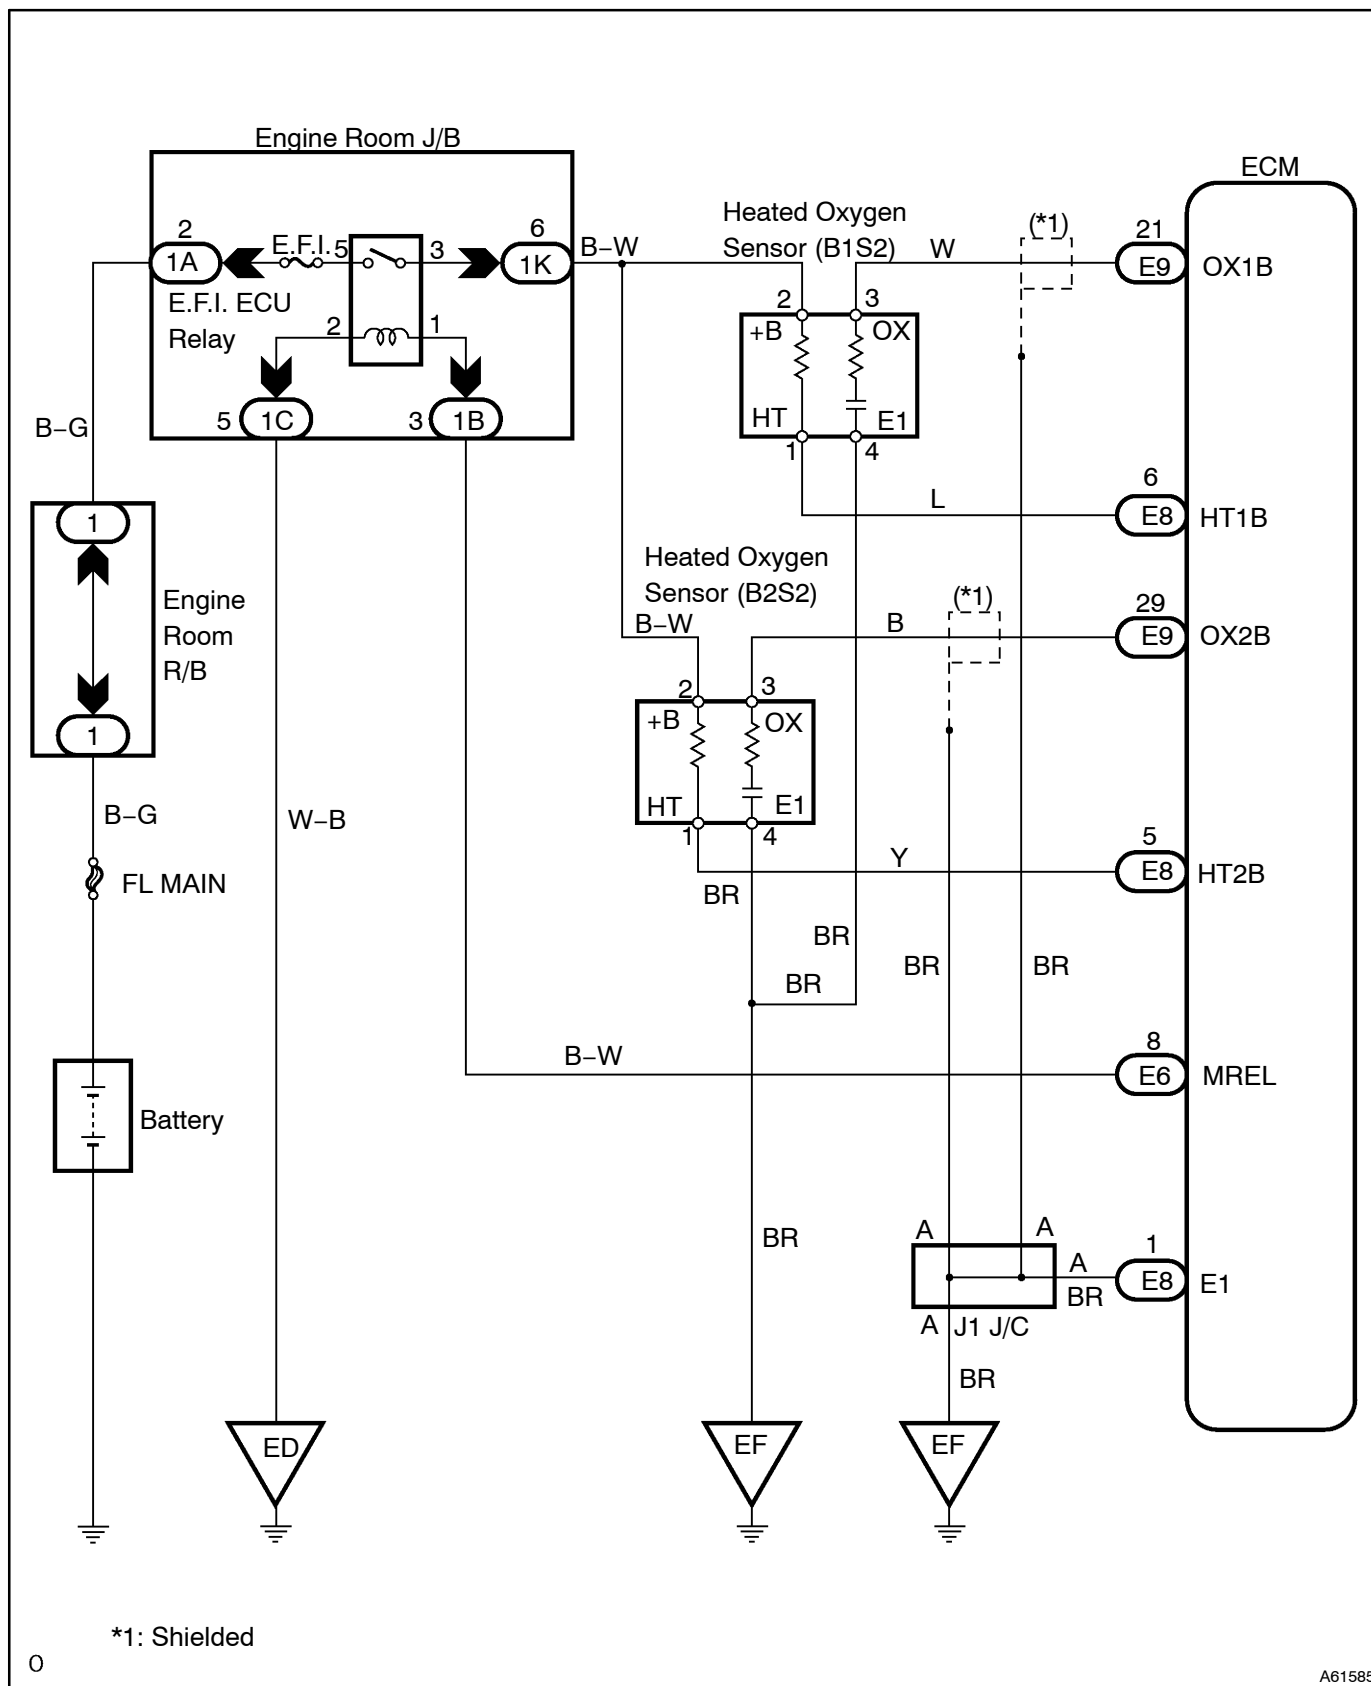 Engine Room J/B
ECM
2
1A
E.F.I.
5
3
6
1K
B–W
E.F.I. ECU
Relay
2
1
5
1C
3
1B
Heated Oxygen
Sensor (B1S2)
W
(*1)
21
E9
OX1B
2
3
+B
OX
HT
E1
1
4
B–G
L
6
E8
HT1B
1
Engine
Room
R/B
1
Heated Oxygen
Sensor (B2S2)
B–W
B
(*1)
29
E9
OX2B
2
3
+B
OX
HT
E1
1
4
B–G
W–B
FL MAIN
Y
5
E8
HT2B
BR
BR
BR
BR
BR
B–W
8
E6
MREL
Battery
BR
A
A
A
BR
1
E8
E1
A
J1 J/C
BR
ED
EF
EF
*1: Shielded
0
A61585